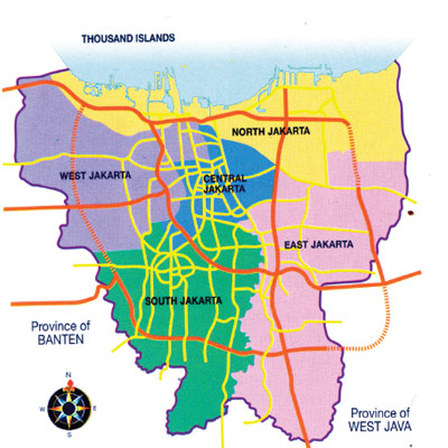 THOUSAND ISLANDS
NORTH JAKARTA
WEST JAKARTA
CENTRAL
JAKARTA
EAST JAKARTA
SOUTH JAKARTA
Province of
BANTEN
N
W
E
S
Province of
WEST JAVA